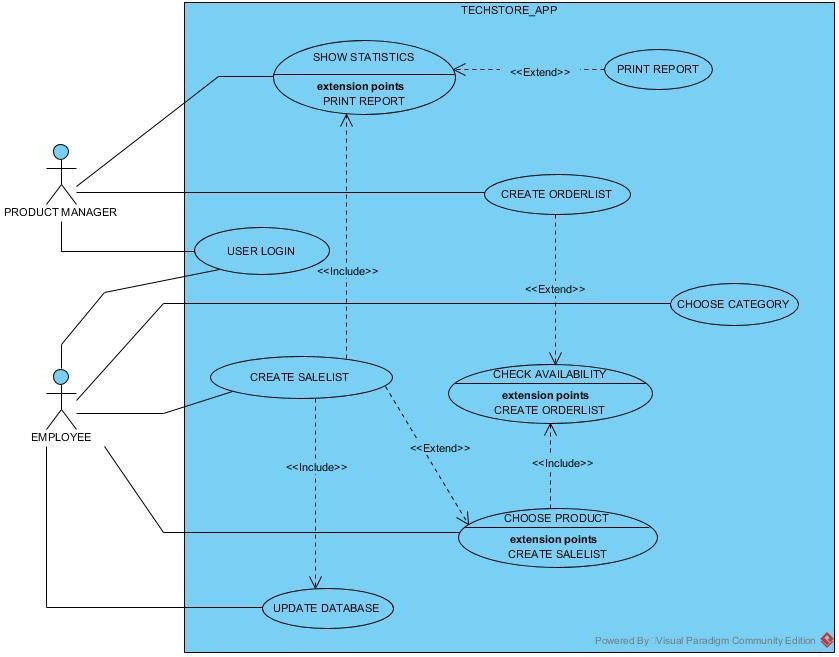 TECHSTORE_APP
SHOW STATISTICS
extension points
PRINT REPORT
<<Extend>>
PRINT REPORT
PRODUCT MANAGER
CREATE ORDERLIST
USER LOGIN
<<Include>>
<<Extend>>
CHOOSE CATEGORY
EMPLOYEE
CREATE SALELIST
CHECK AVAILABILITY
extension points
CREATE ORDERLIST
<<Extend>>
<<Include>>
<<Include>>
CHOOSE PRODUCT
extension points
CREATE SALELIST
UPDATE DATABASE
Powered By Visual Paradigm Community Edition